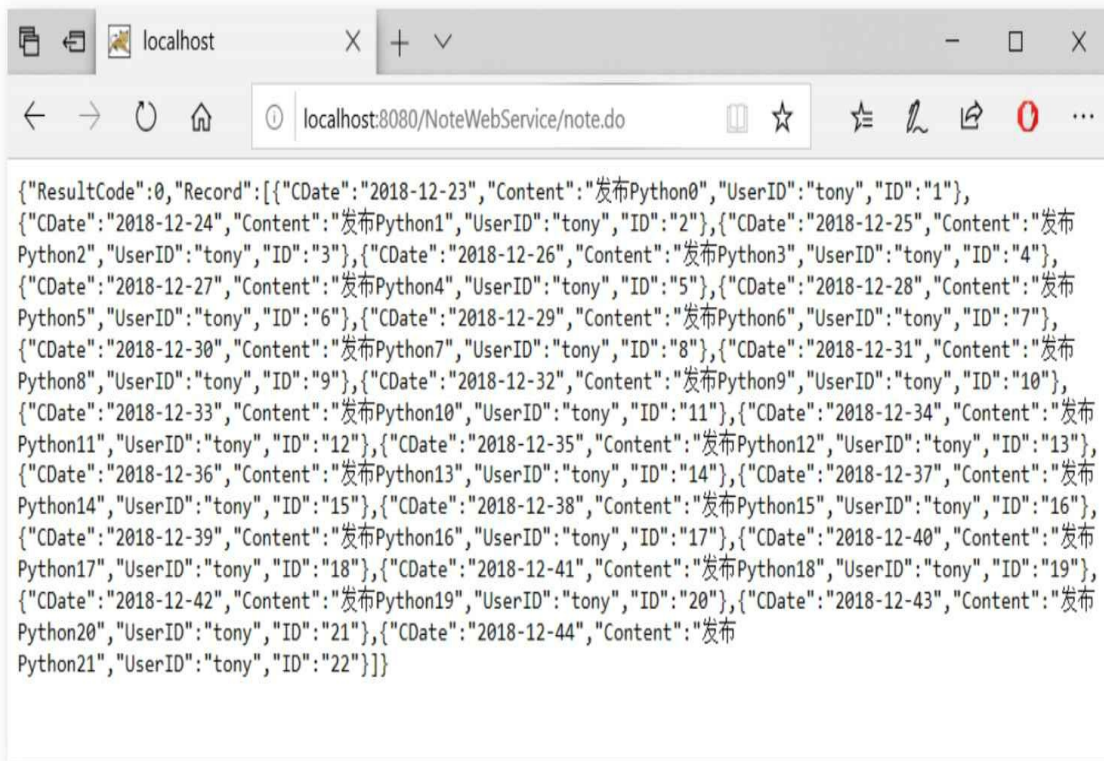 localhost
localhost:8080/NoteWebService/note.do
{"ResultCode":0,"Record":[{"CDate":"2018-12-23","Content":"发布Python0","UserID":"tony","ID":"1"},
{"CDate":"2018-12-24","Content":"发布Python1","UserID":"tony","ID":"2"},{"CDate":"2018-12-25","Content":"发布
Python2","UserID":"tony","ID":"3"},{"CDate":"2018-12-26","Content":"发布Python3","UserID":"tony","ID":"4"},
{"CDate":"2018-12-27","Content":"发布Python4","UserID":"tony","ID":"5"},{"CDate":"2018-12-28","Content":"发布
Python5","UserID":"tony","ID":"6"},{"CDate":"2018-12-29","Content":"发布Python6","UserID":"tony","ID":"7"},
{"CDate":"2018-12-30","Content":"发布Python7","UserID":"tony","ID":"8"},{"CDate":"2018-12-31","Content":"发布
Python8","UserID":"tony","ID":"9"},{"CDate":"2018-12-32","Content":"发布Python9","UserID":"tony","ID":"10"},
{"CDate":"2018-12-33","Content":"发布Python10","UserID":"tony","ID":"11"},{"CDate":"2018-12-34","Content":"发布
Python11","UserID":"tony","ID":"12"},{"CDate":"2018-12-35","Content":"发布Python12","UserID":"tony","ID":"13"},
{"CDate":"2018-12-36","Content":"发布Python13","UserID":"tony","ID":"14"},{"CDate":"2018-12-37","Content":"发布
Python14","UserID":"tony","ID":"15"},{"CDate":"2018-12-38","Content":"发布Python15","UserID":"tony","ID":"16"},
{"CDate":"2018-12-39","Content":"发布Python16","UserID":"tony","ID":"17"},{"CDate":"2018-12-40","Content":"发布
Python17","UserID":"tony","ID":"18"},{"CDate":"2018-12-41","Content":"发布Python18","UserID":"tony","ID":"19"},
{"CDate":"2018-12-42","Content":"发布Python19","UserID":"tony","ID":"20"},{"CDate":"2018-12-43","Content":"发布
Python20","UserID":"tony","ID":"21"},{"CDate":"2018-12-44","Content":"发布
Python21","UserID":"tony","ID":"22"}]}